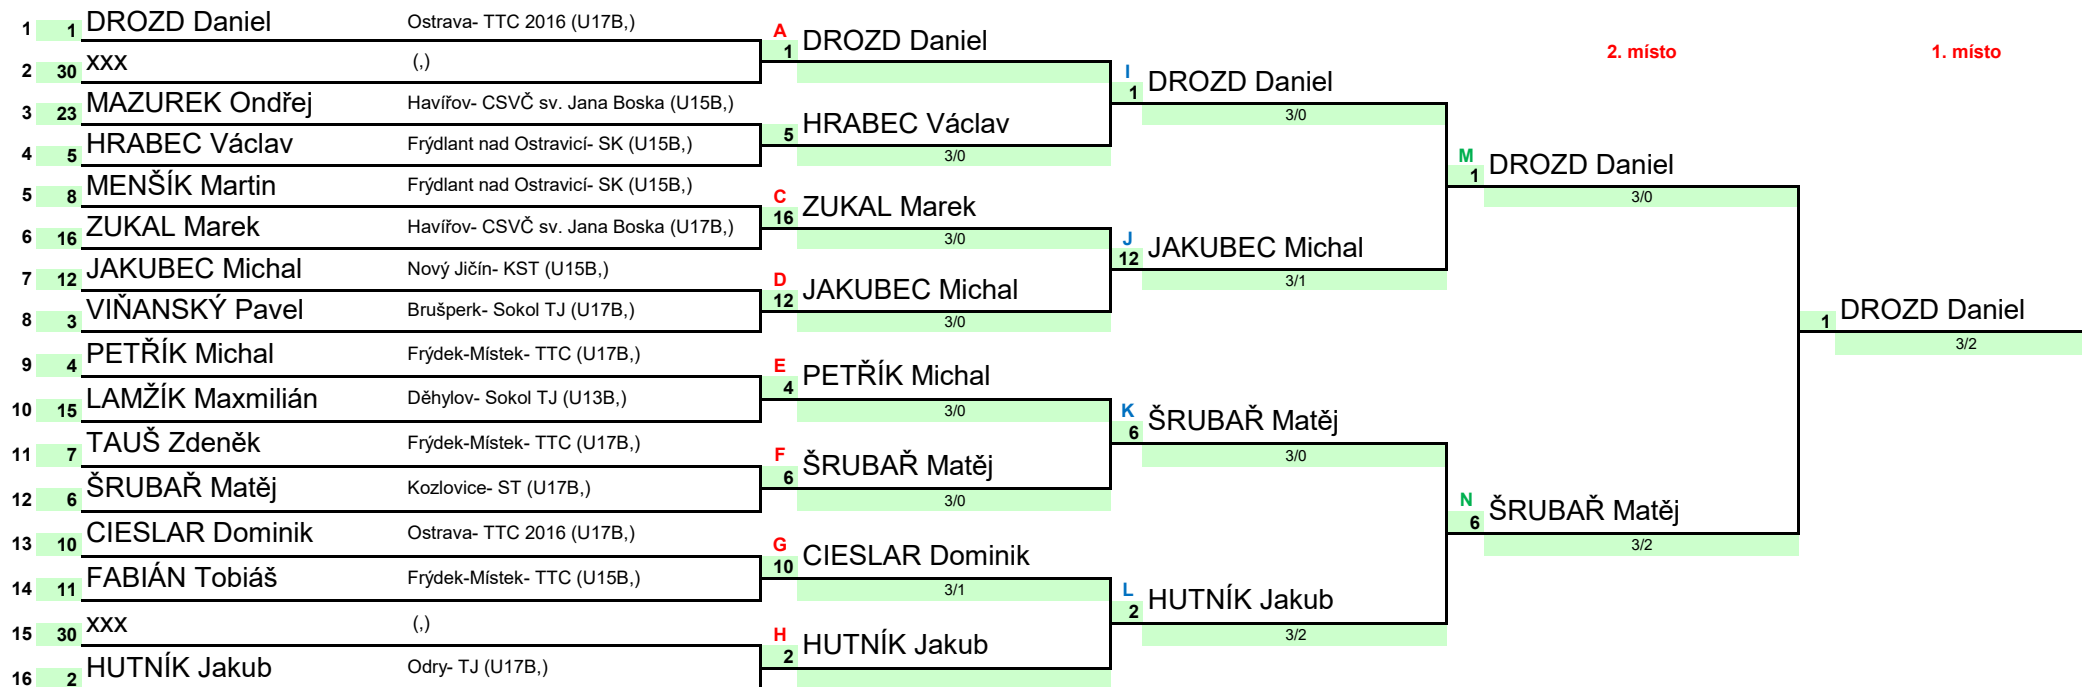 1 1 DROZD Daniel Ostrava- TTC 2016 (U17B,)
2 30 xxx (,)
3 23 MAZUREK Ondřej Havířov- CSVČ sv. Jana Boska (U15B,)
4 5 HRABEC Václav Frýdlant nad Ostravicí- SK (U15B,)
5 8 MENŠÍK Martin Frýdlant nad Ostravicí- SK (U15B,)
6 16 ZUKAL Marek Havířov- CSVČ sv. Jana Boska (U17B,)
7 12 JAKUBEC Michal Nový Jičín- KST (U15B,)
8 3 VIŇANSKÝ Pavel Brušperk- Sokol TJ (U17B,)
9 4 PETŘÍK Michal Frýdek-Místek- TTC (U17B,)
10 15 LAMŽÍK Maxmilián Děhylov- Sokol TJ (U13B,)
11 7 TAUŠ Zdeněk Frýdek-Místek- TTC (U17B,)
12 6 ŠRUBAŘ Matěj Kozlovice- ST (U17B,)
13 10 CIESLAR Dominik Ostrava- TTC 2016 (U17B,)
14 11 FABIÁN Tobiáš Frýdek-Místek- TTC (U15B,)
15 30 xxx (,)
16 2 HUTNÍK Jakub Odry- TJ (U17B,)
A
1 DROZD Daniel
5 HRABEC Václav
3/0
C
16 ZUKAL Marek
3/0
D
12 JAKUBEC Michal
3/0
E
4 PETŘÍK Michal
3/0
F
6 ŠRUBAŘ Matěj
3/0
G
10 CIESLAR Dominik
3/1
H
2 HUTNÍK Jakub
I
1 DROZD Daniel
3/0
J
12 JAKUBEC Michal
3/1
K
6 ŠRUBAŘ Matěj
3/0
L
2 HUTNÍK Jakub
3/2
2. místo
M
1 DROZD Daniel
3/0
N
6 ŠRUBAŘ Matěj
3/2
1. místo
1 DROZD Daniel
3/2